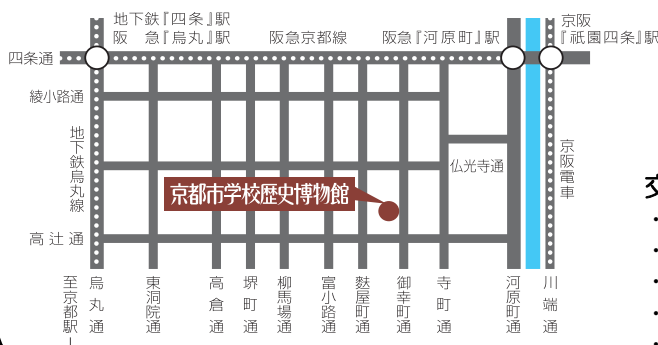 地下鉄『四条』駅
阪　急『烏丸』駅
阪急京都線
阪急『河原町』駅
京阪
『祇園四条』駅
四条通
綾小路通
地下鉄烏丸線
仏光寺通
京阪電車
京都市学校歴史博物館
高辻通
至京都駅
烏丸通
東洞院通
高倉通
堺町通
柳馬場通
富小路通
麩屋町通
御幸町通
寺町通
河原町通
川端通